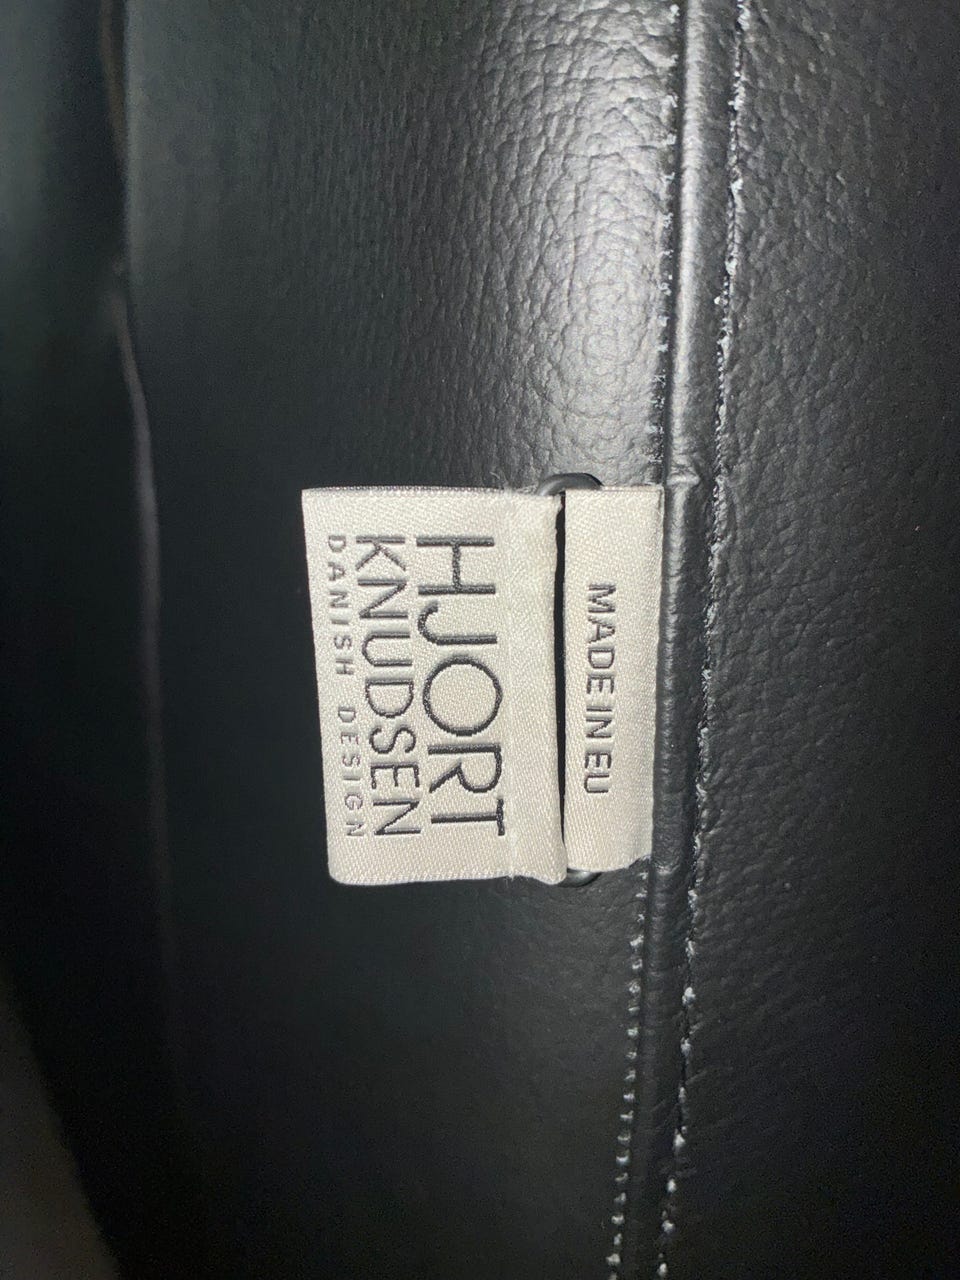 MADE IN EU
HJORT
KNUDSEN
DANISH DESIGN